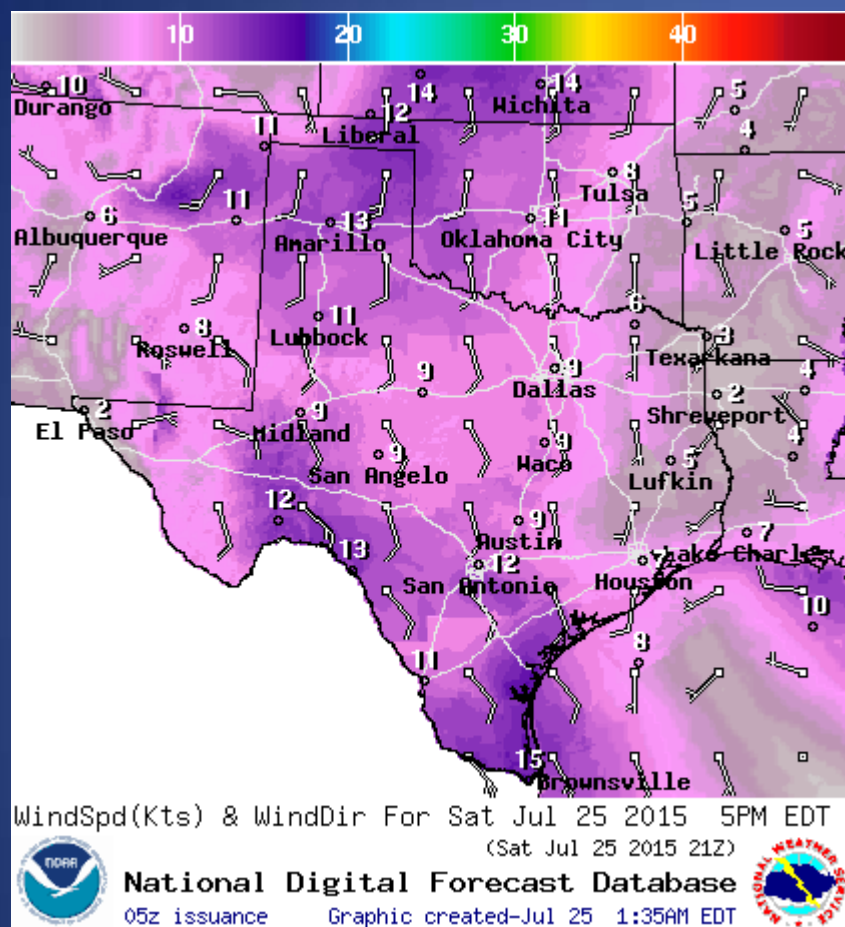 10 20 30 40
10 14 14 5
Durango Wichita
12
Liberal
11 4
8
Tulsa
6 11 13 11 5 5
Albuquerque Amarillo Oklahoma City Little Rock
8 11 6
Roswell Lubbock 3
Texarkana
9 9
Dallas
2 4
Shreveport
2 9
El Paso Midland
9 9 5 4
San Angelo Waco
Lufkin
12 9
Austin 7
13 12 7 Lake Charles
San Antonio Houston
10
11 8
15
Brownsville
WindSpd(Kts) & WindDir For Sat Jul 25 2015 5PM EDT
(Sat Jul 25 2015 21Z)
NOAA
National Digital Forecast Database
05z issuance Graphic created-Jul 25 1:35AM EDT
NATIONAL WEATHER SERVICE